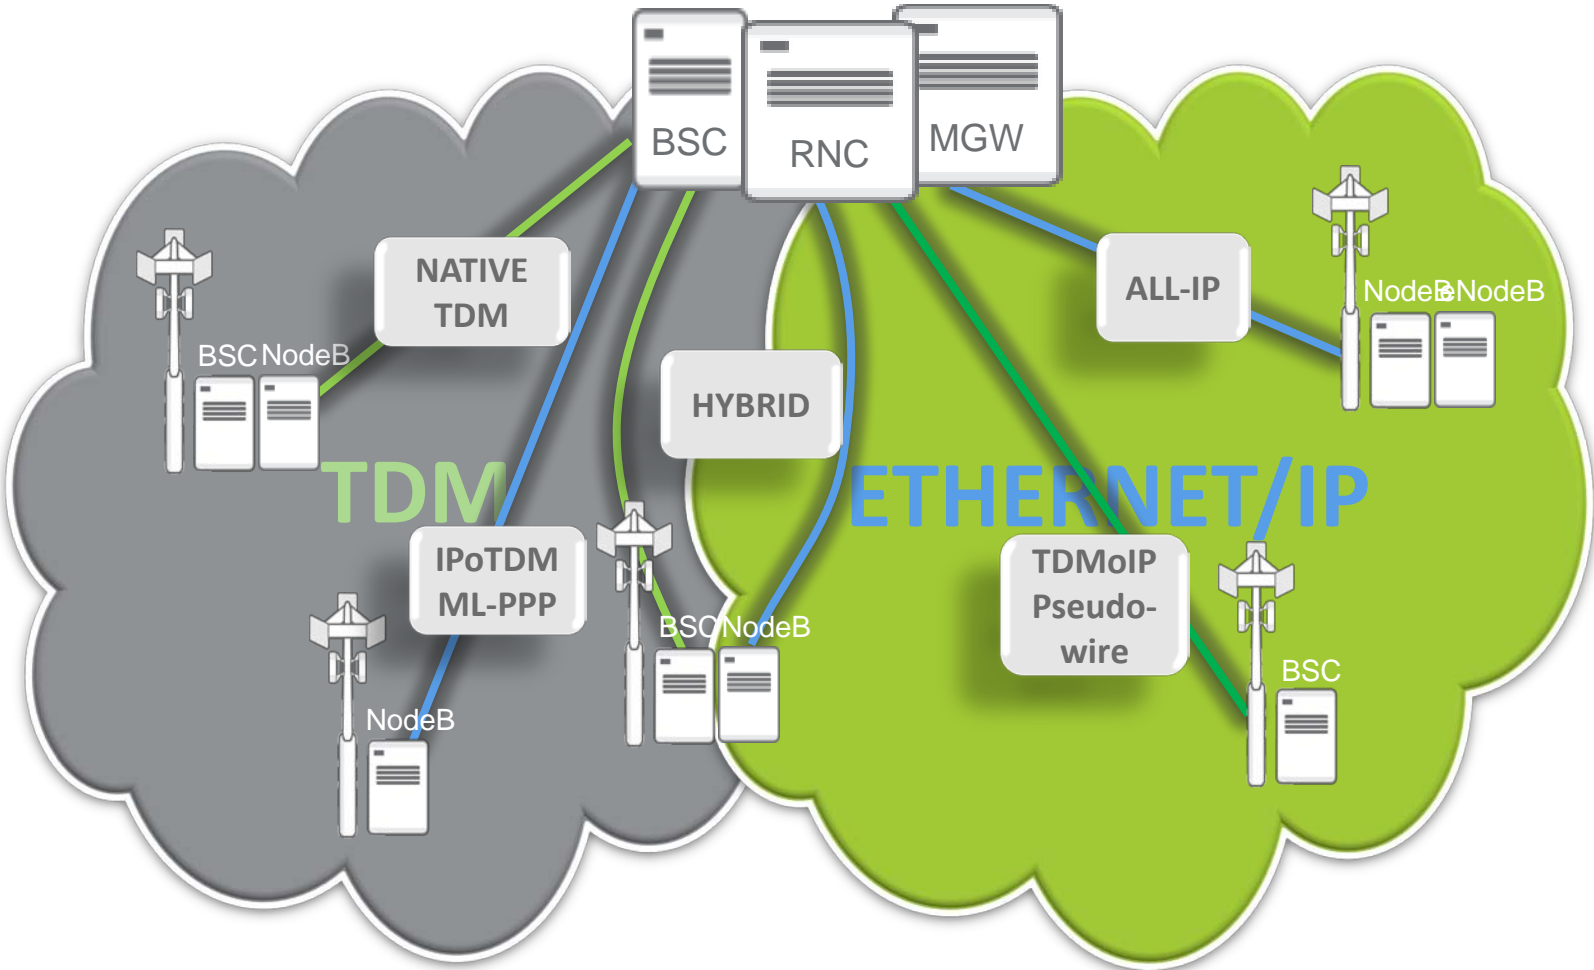 BSC
RNC
MGW
NATIVE
TDM
ALL-IP
NodeB
eNodeB
BSC
NodeB
HYBRID
TDM
ETHERNET/IP
IPoTDM
ML-PPP
TDMoIP
Pseudo-
wire
BSC
NodeB
BSC
NodeB